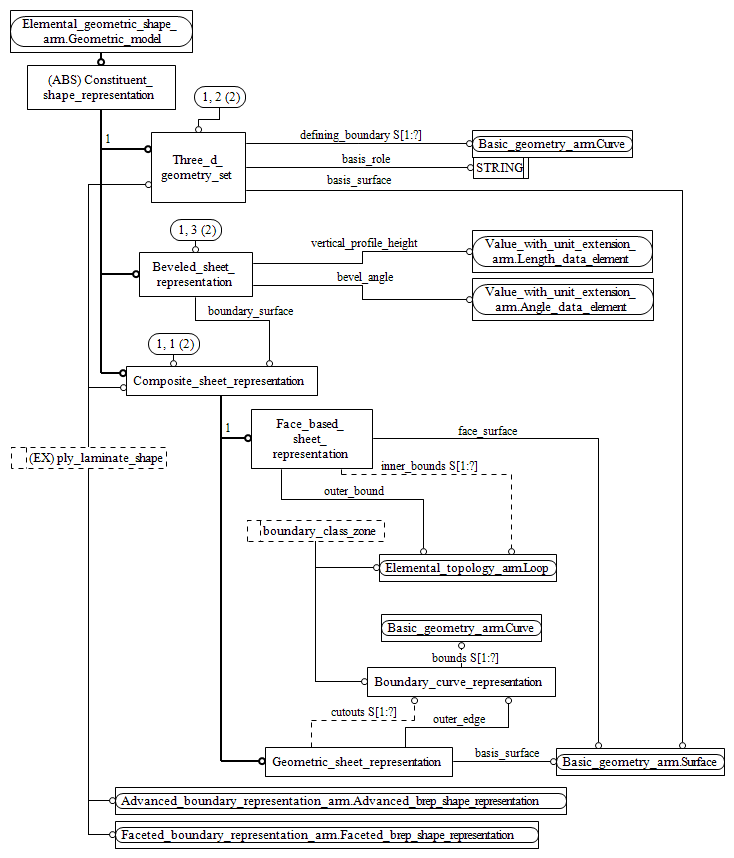 Elemental_geometric_shape_
arm.Geometric_model
(ABS) Constituent_
shape_representation
1, 2 (2)
1
Three_d_
geometry_set
defining_boundary S[1:?]
Basic_geometry_arm.Curve
basis_role
STRING
basis_surface
1, 3 (2)
Beveled_sheet_
representation
vertical_profile_height
Value_with_unit_extension_
arm.Length_data_element
bevel_angle
Value_with_unit_extension_
arm.Angle_data_element
boundary_surface
1, 1 (2)
Composite_sheet_representation
1
Face_based_
sheet_
representation
face_surface
(EX) ply_laminate_shape
inner_bounds S[1:?]
outer_bound
boundary_class_zone
Elemental_topology_arm.Loop
Basic_geometry_arm.Curve
bounds S[1:?]
Boundary_curve_representation
cutouts S[1:?]
outer_edge
Geometric_sheet_representation
basis_surface
Basic_geometry_arm.Surface
Advanced_boundary_representation_arm.Advanced_brep_shape_representation
Faceted_boundary_representation_arm.Faceted_brep_shape_representation